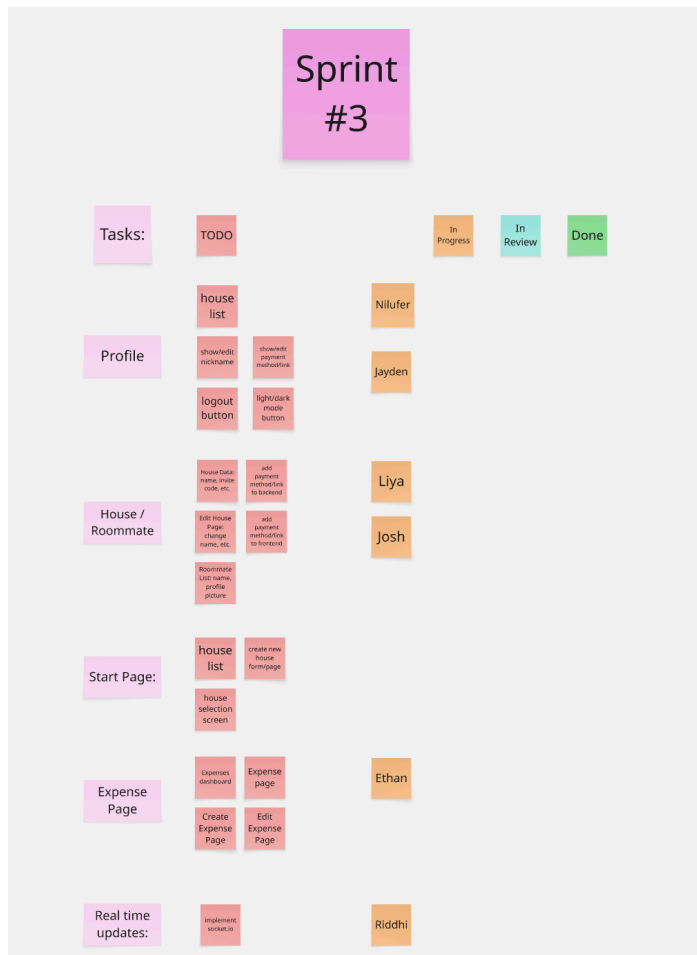 Sprint
#3
Tasks:
TODO
In
Progress
In
Review
Done
house
list
Nilufer
Profile
show/edit
nickname
show/edit
payment
method/link
Jayden
logout
button
light/dark
mode
button
House /
Roommate
House Data:
name, invite
code, etc.
add
payment
method/link
to backend
Liya
Edit House
Page:
change
name, etc.
add
payment
method/link
to frontend
Josh
Roommate
List: name,
profile
picture
Start Page:
house
list
create new
house
form/page
house
selection
screen
Expense
Page
Expenses
dashboard
Expense
page
Ethan
Create
Expense
Page
Edit
Expense
Page
Real time
updates:
implement
socket.io
Riddhi